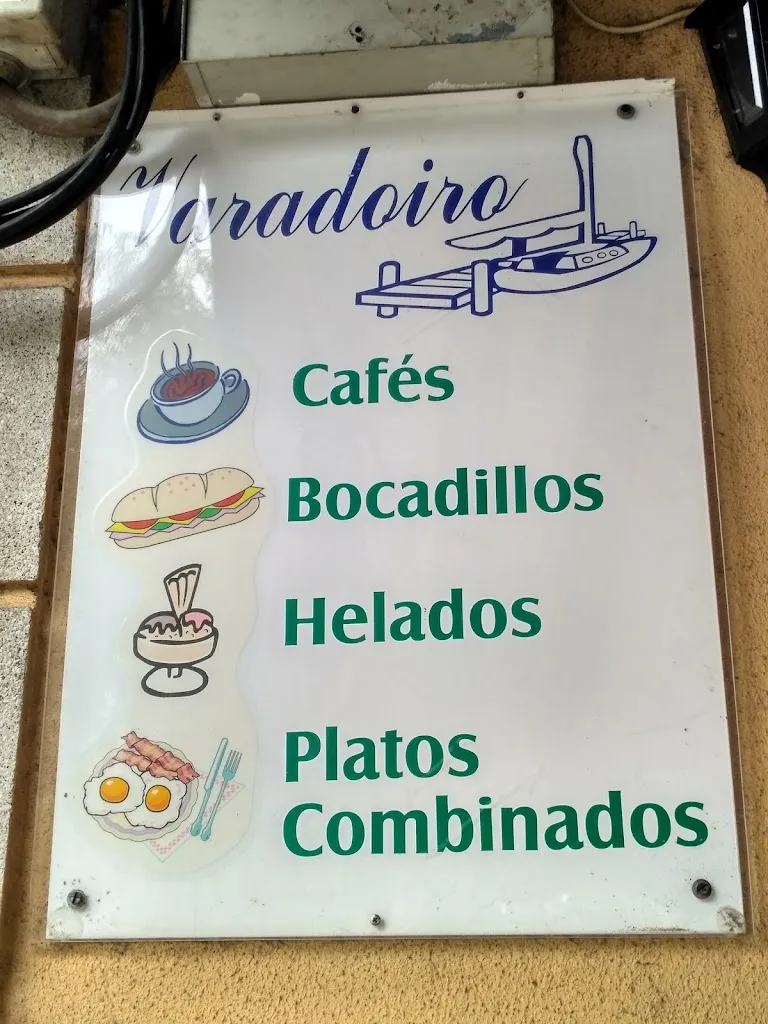 Varadoiro
Cafés
Bocadillos
Helados
Platos
Combinados